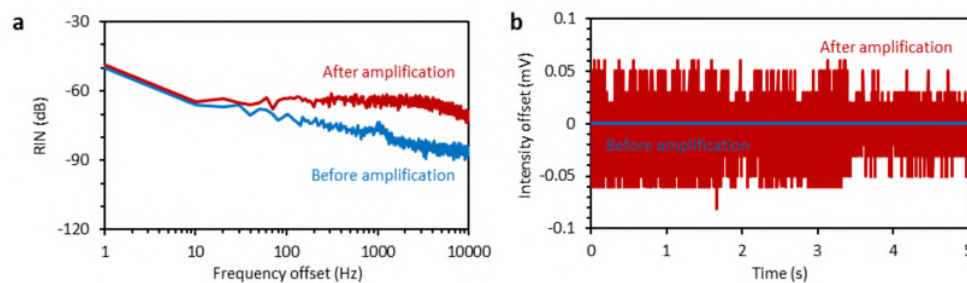 a
-30
-60
-90
-120
RIN (dB)
After amplification
Before amplification
1
10
100
1000
10000
Frequency offset (Hz)
b
0.1
0.05
0
-0.05
-0.1
Intensity offset (mV)
After amplification
Before amplification
0
1
2
3
4
5
Time (s)